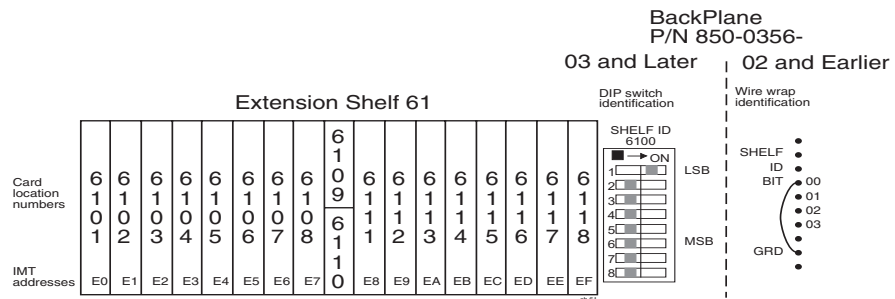 BackPlane
P/N 850-0356-
03 and Later
02 and Earlier
Extension Shelf 61
DIP switch
identification
Wire wrap
identification
SHELF ID
6100
ON
1
2
3
4
5
6
7
8
LSB
MSB
SHELF
ID
BIT
00
01
02
03
GRD
Card
location
numbers
6101
6102
6103
6104
6105
6106
6107
6108
6109
6110
6111
6112
6113
6114
6115
6116
6117
6118
IMT
addresses
E0 E1 E2 E3 E4 E5 E6 E7 E8 E9 EA EB EC ED EE EF